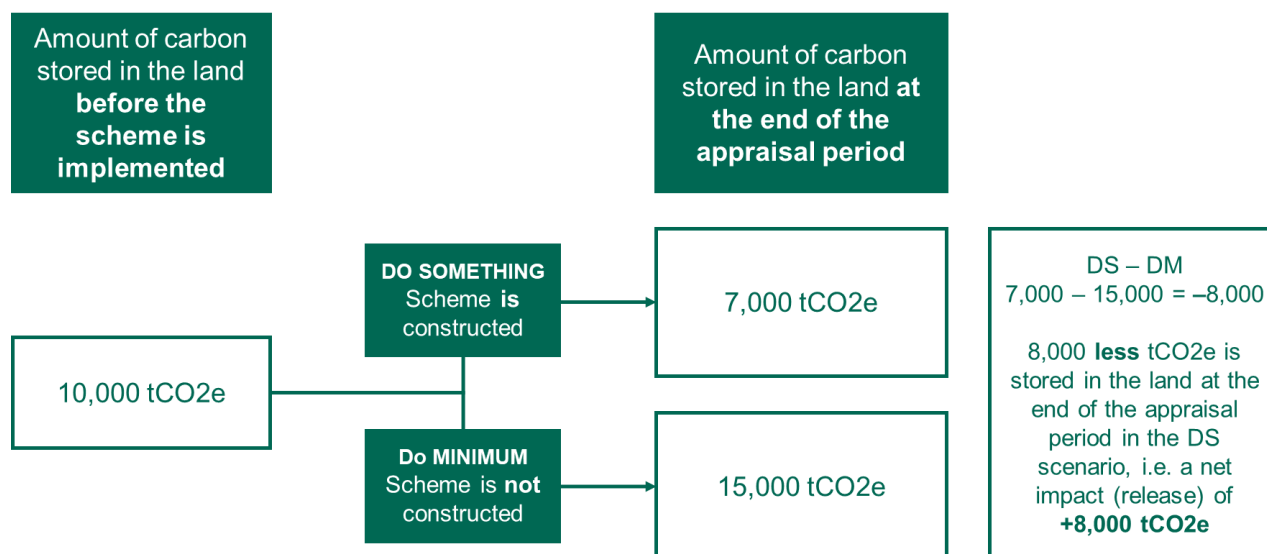 Amount of carbon
stored in the land
before the
scheme is
implemented
Amount of carbon
stored in the land at
the end of the
appraisal period
DO SOMETHING
Scheme is
constructed
7,000 tCO2e
10,000 tCO2e
Do MINIMUM
Scheme is not
constructed
15,000 tCO2e
DS – DM
7,000 – 15,000 = –8,000
8,000 less tCO2e is
stored in the land at the
end of the appraisal
period in the DS
scenario, i.e. a net
impact (release) of
+8,000 tCO2e